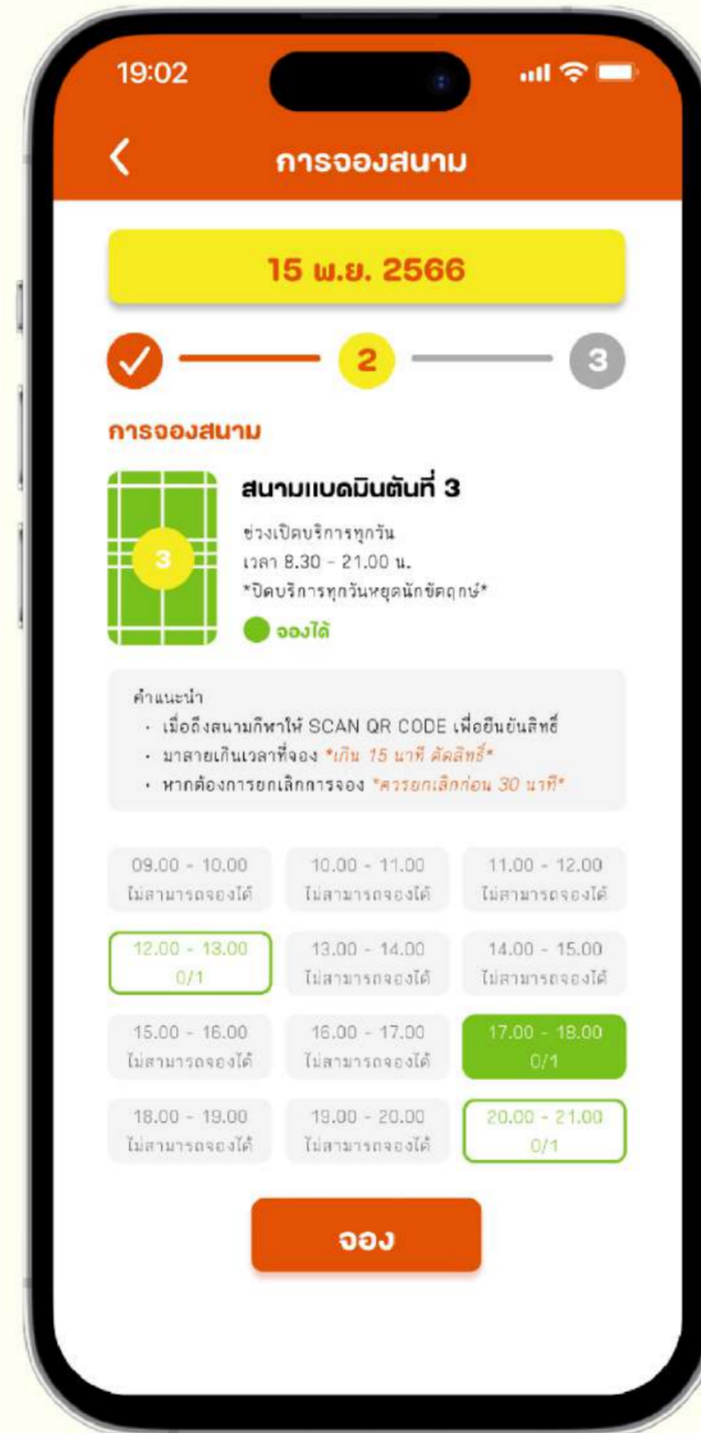 19:02
การจองสนาม
15 พ.ย. 2566
2
3
การจองสนาม
3
สนามแบดมินตันที่ 3
ช่วงเปิดบริการทุกวัน
เวลา 8.30 - 21.00 น.
*ปิดบริการทุกวันหยุดนักขัตฤกษ์*
จองได้
คำแนะนำ
· เมื่อถึงสนามกีฬาให้ SCAN QR CODE เพื่อยืนยันสิทธิ์
· มาสายเกินเวลาที่จอง *เกิน 15 นาที ตัดสิทธิ์*
· หากต้องการยกเลิกการจอง *ควรยกเลิกก่อน 30 นาที*
09.00 - 10.00
ไม่สามารถจองได้
10.00 - 11.00
ไม่สามารถจองได้
11.00 - 12.00
ไม่สามารถจองได้
12.00 - 13.00
0/1
13.00 - 14.00
ไม่สามารถจองได้
14.00 - 15.00
ไม่สามารถจองได้
15.00 - 16.00
ไม่สามารถจองได้
16.00 - 17.00
ไม่สามารถจองได้
17.00 - 18.00
0/1
18.00 - 19.00
ไม่สามารถจองได้
19.00 - 20.00
ไม่สามารถจองได้
20.00 - 21.00
0/1
จอง